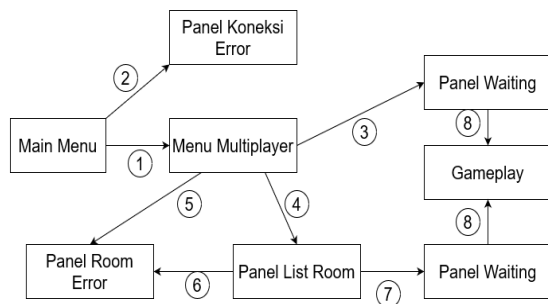 Panel Koneksi
Error
2
Panel Waiting
3
8
Main Menu
1
Menu Multiplayer
Gameplay
5
4
8
Panel Room
Error
6
Panel List Room
7
Panel Waiting